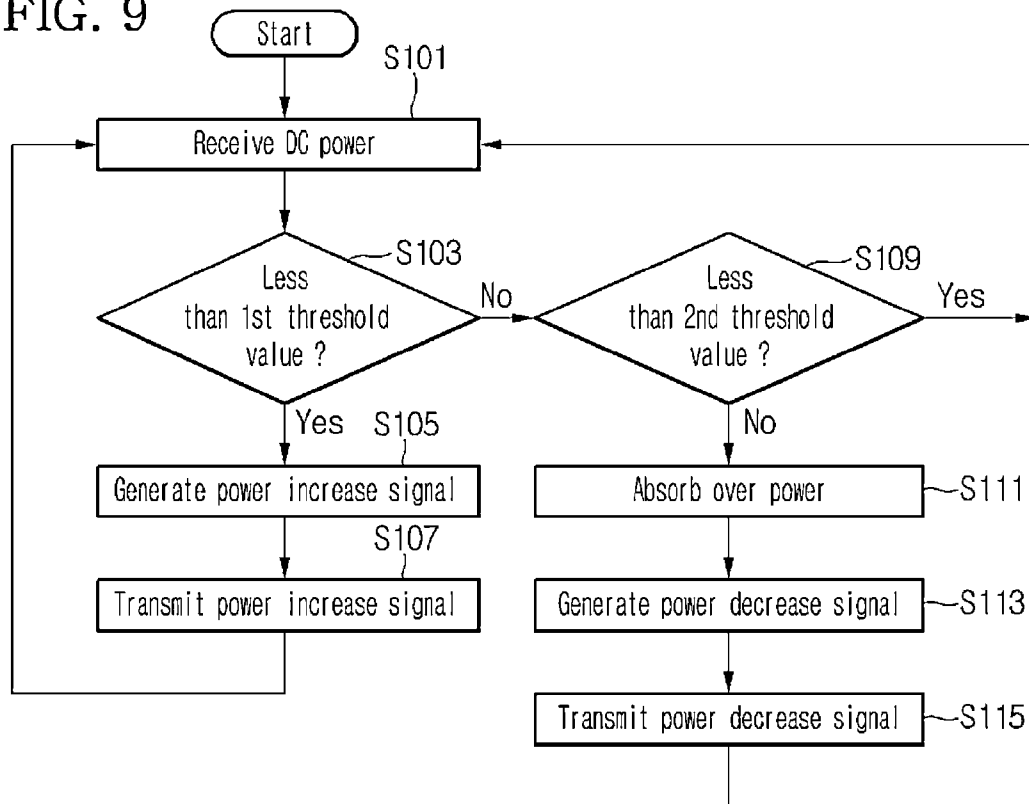 FIG. 9
Start
S101
Receive DC power
S103
Less
than 1st threshold
value ?
No
S109
Less
than 2nd threshold
value ?
Yes
Yes
No
S105
Generate power increase signal
Absorb over power
S111
S107
Transmit power increase signal
Generate power decrease signal
S113
Transmit power decrease signal
S115